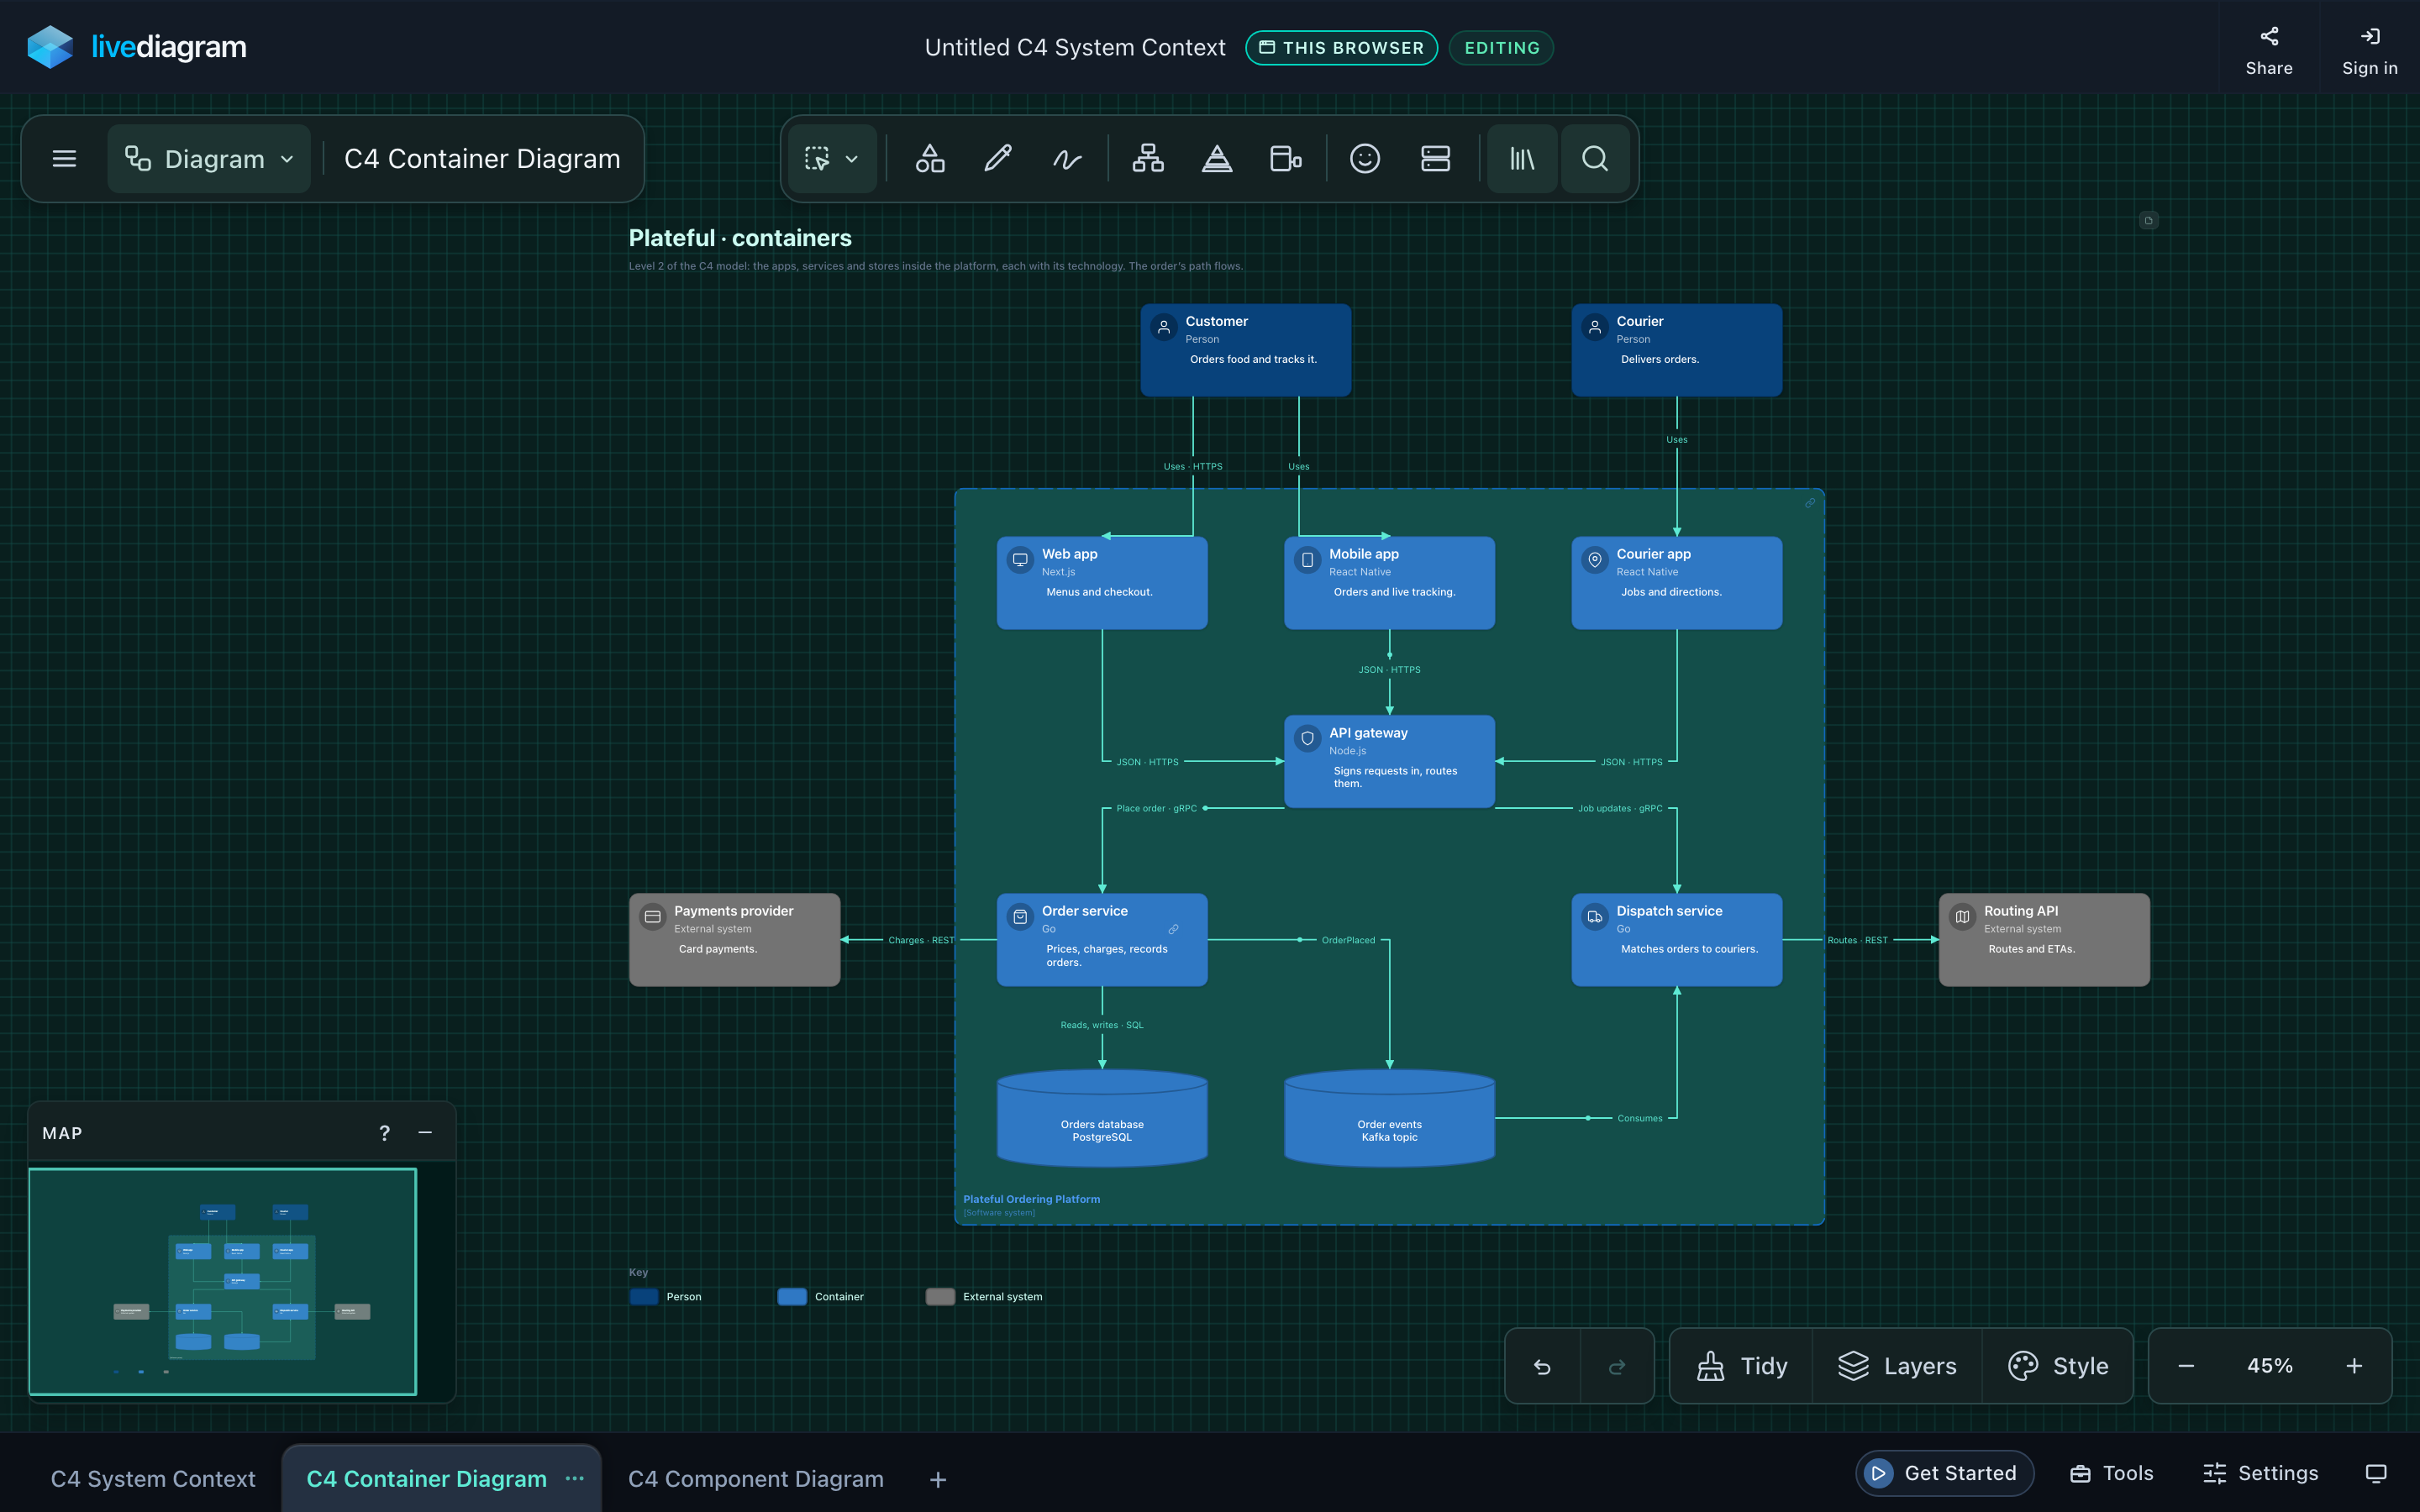 livediagram
Untitled C4 System Context
THIS BROWSER
EDITING
Share
Sign in
Diagram
C4 Container Diagram
Plateful · containers
Level 2 of the C4 model: the apps, services and stores inside the platform, each with its technology. The order's path flows.
Customer
Person
Orders food and tracks it.
Courier
Person
Delivers orders.
Uses
Uses · HTTPS
Uses
Web app
Next.js
Menus and checkout.
Mobile app
React Native
Orders and live tracking.
Courier app
React Native
Jobs and directions.
JSON · HTTPS
API gateway
Node.js
Signs requests in, routes
them.
JSON · HTTPS
JSON · HTTPS
Place order · gRPC
Job updates · gRPC
Payments provider
External system
Card payments.
Charges · REST
Order service
Go
Prices, charges, records
orders.
OrderPlaced
Dispatch service
Go
Matches orders to couriers.
Routes · REST
Routing API
External system
Routes and ETAs.
Reads, writes · SQL
Orders database
PostgreSQL
Order events
Kafka topic
Consumes
Plateful Ordering Platform
[Software system]
MAP
?
Key
Person
Container
External system
Tidy
Layers
Style
45%
C4 System Context
C4 Container Diagram
C4 Component Diagram
Get Started
Tools
Settings